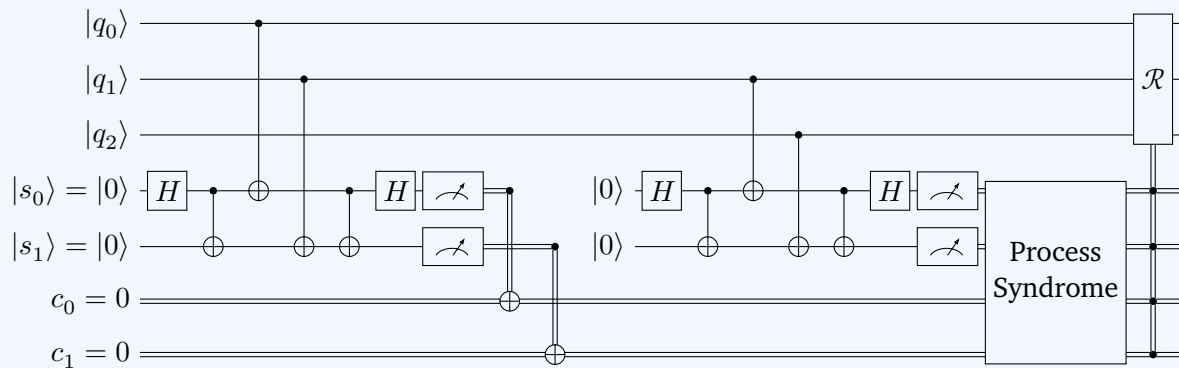 |q₀⟩
|q₁⟩
ℛ
|q₂⟩
|s₀⟩ = |0⟩ H H |0⟩ H H
|s₁⟩ = |0⟩ |0⟩
Process
Syndrome
c₀ = 0
c₁ = 0